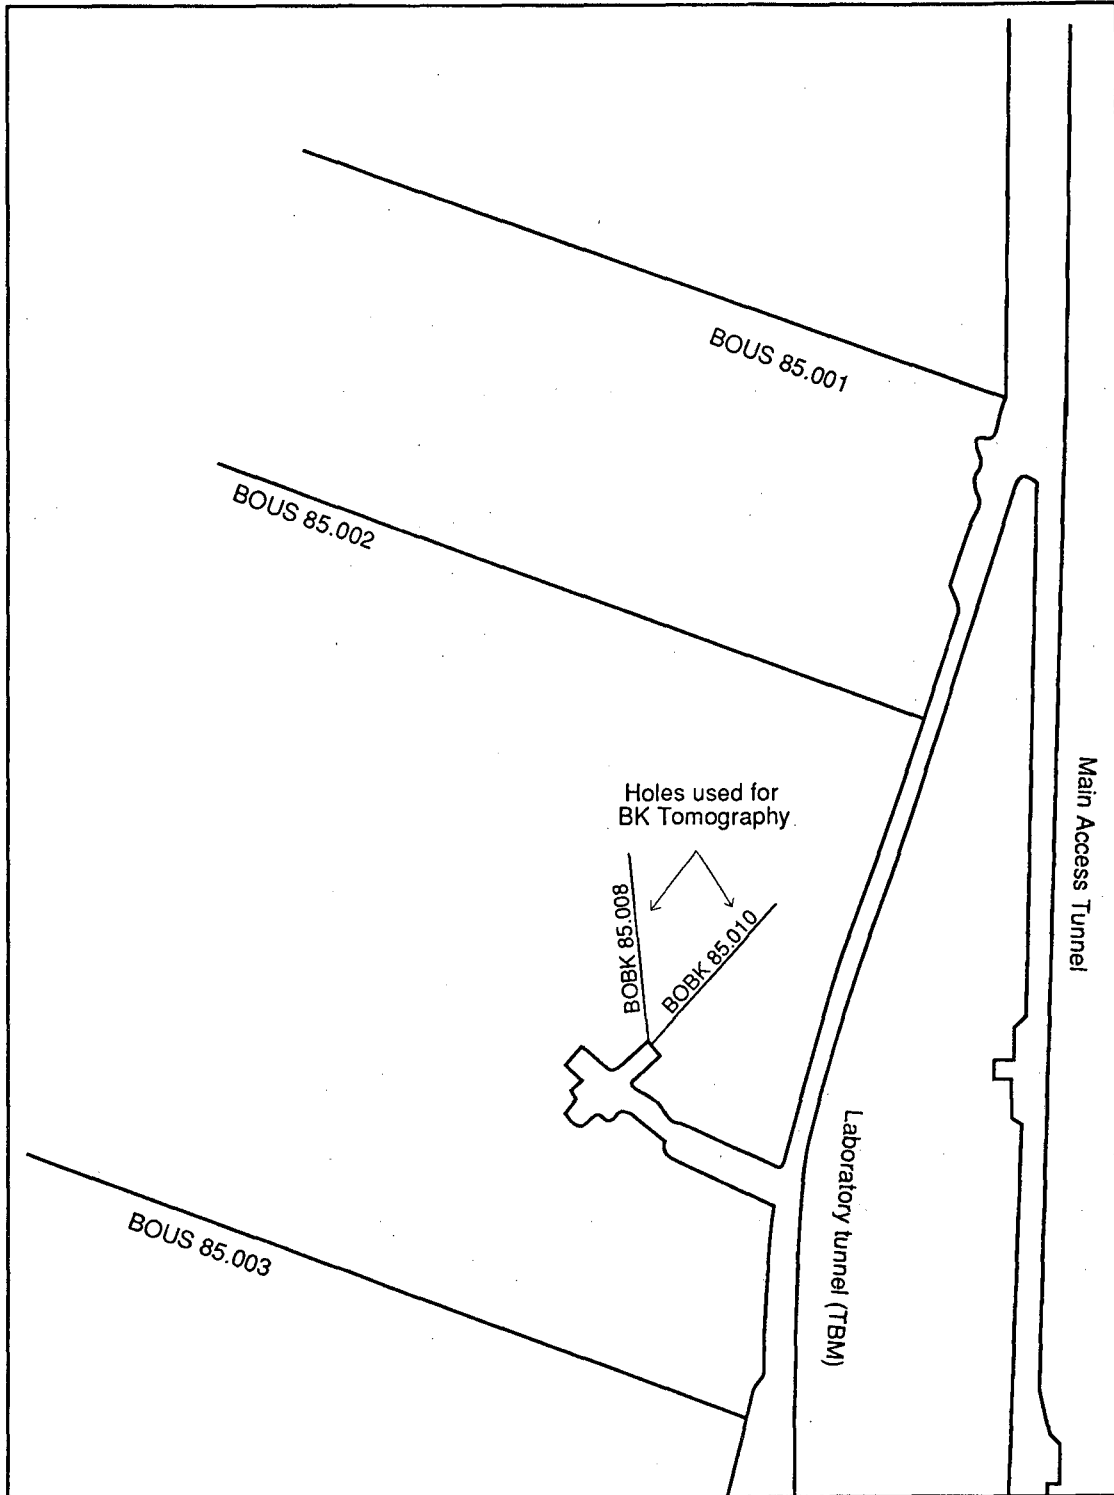 BOUS 85.001
BOUS 85.002
Main Access Tunnel
Holes used for
BK Tomography
BOBK 85.008
BOBK 85.010
Laboratory tunnel (TBM)
BOUS 85.003